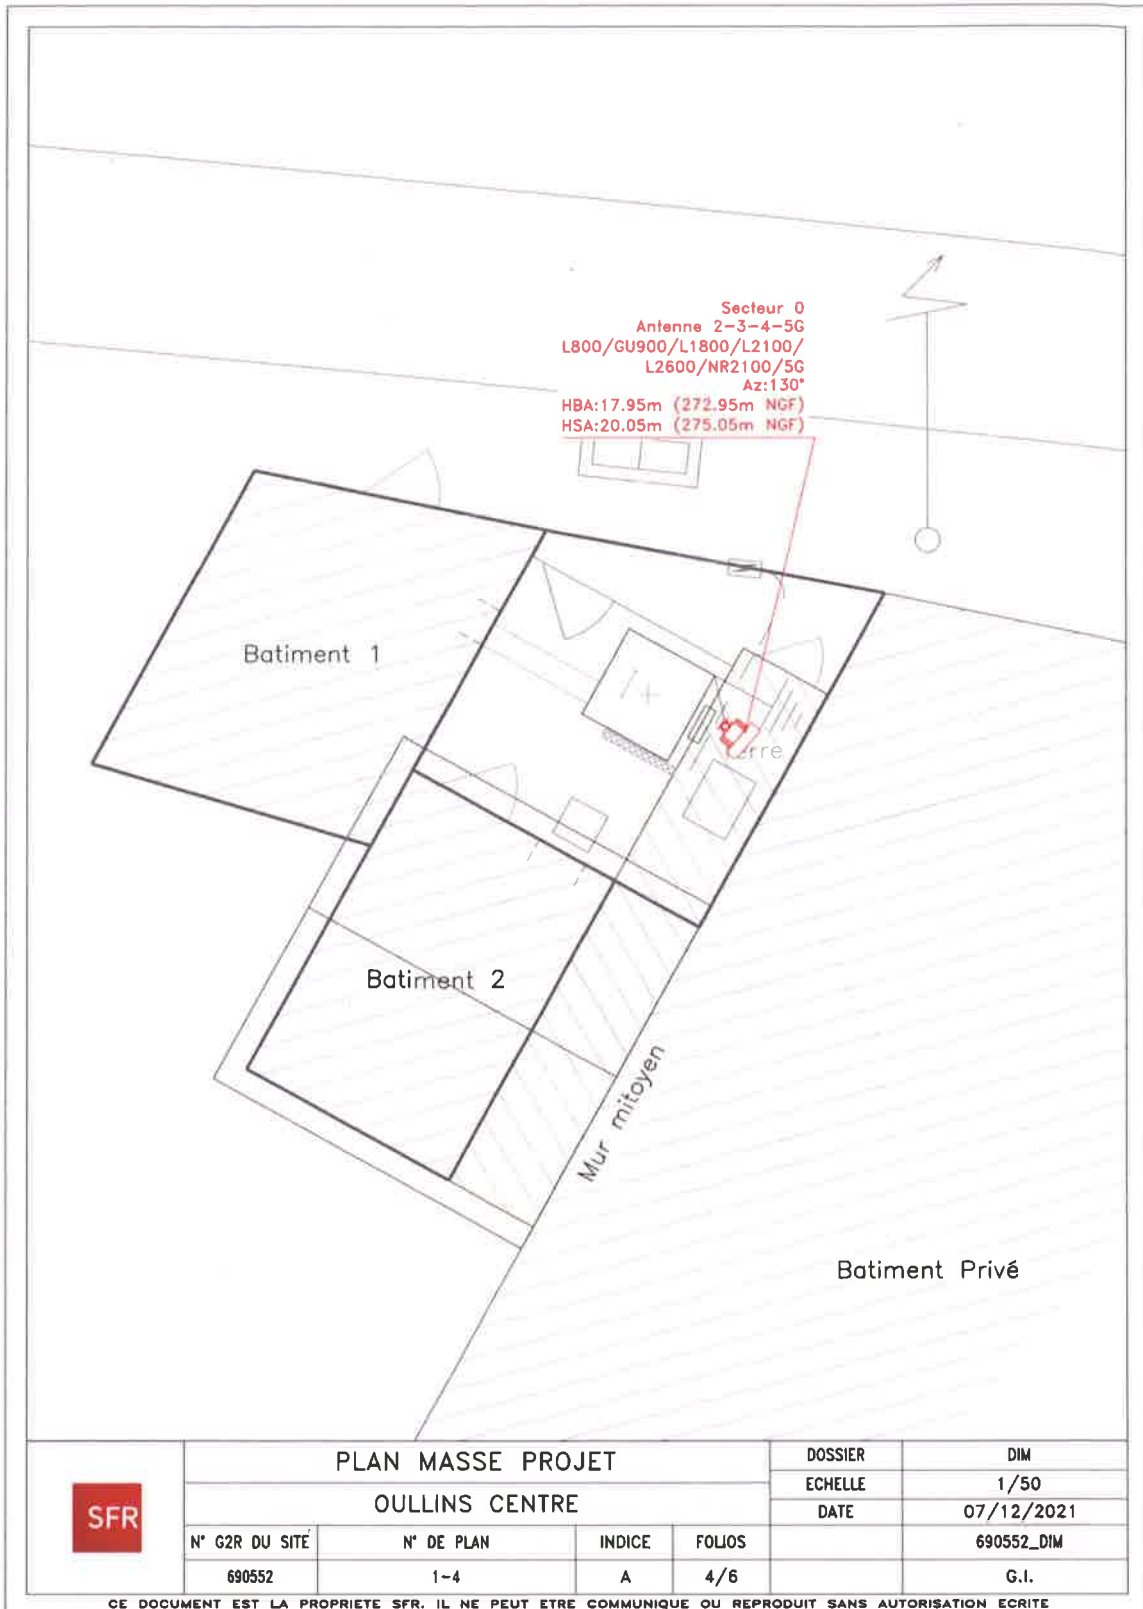 Secteur 0
Antenne 2-3-4-5G
L800/GU900/L1800/L2100/
L2600/NR2100/5G
Az:130°
HBA:17.95m (272.95m NGF)
HSA:20.05m (275.05m NGF)
Batiment 1
Batiment 2
Mur mitoyen
Batiment Privé
SFR
PLAN MASSE PROJET
OULLINS CENTRE
DOSSIER DIM
ECHELLE 1/50
DATE 07/12/2021
N° G2R DU SITE N° DE PLAN INDICE FOLIOS 690552_DIM
690552 1-4 A 4/6 G.I.
CE DOCUMENT EST LA PROPRIETE SFR. IL NE PEUT ETRE COMMUNIQUE OU REPRODUIT SANS AUTORISATION ECRITE